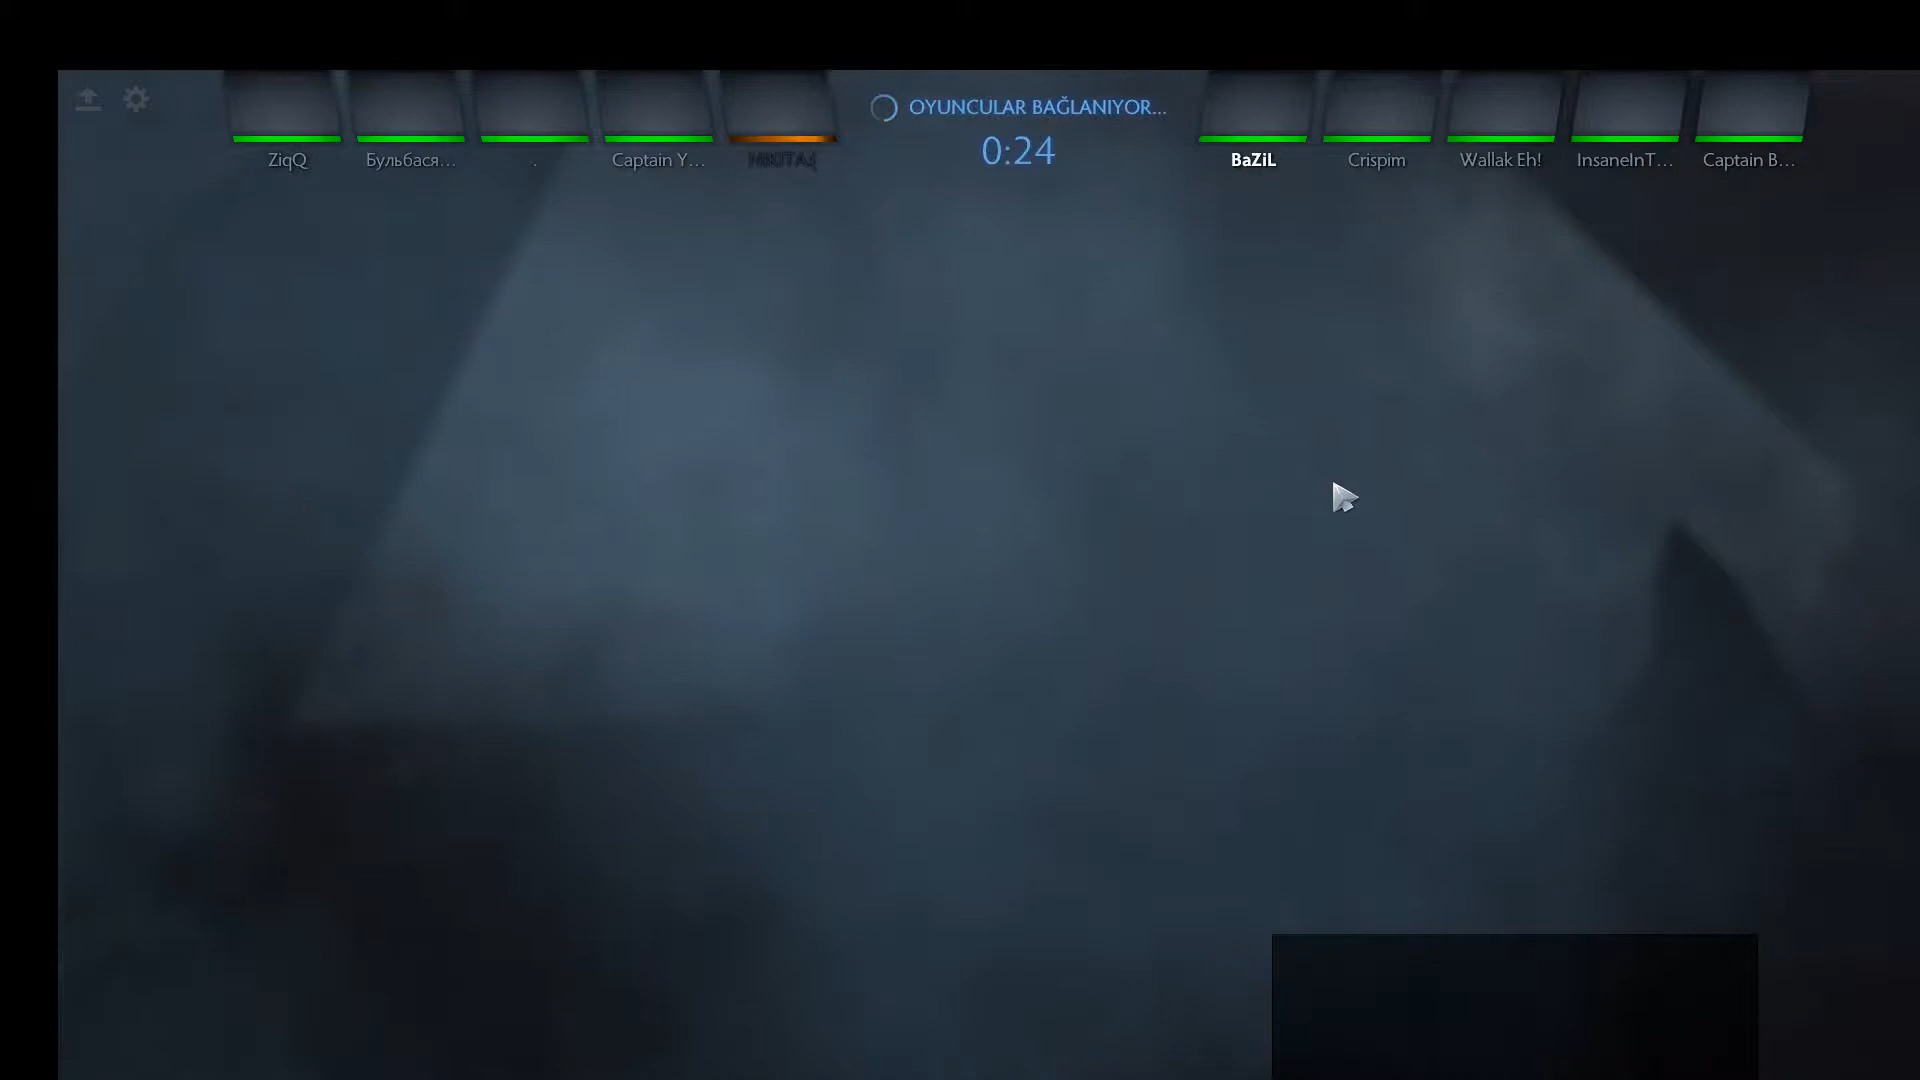 OYUNCULAR BAĞLANIYOR...
0:24
ZiqQ
Бульбася...
.
Captain Y...
BaZiL
Crispim
Wallak Eh!
InsaneInT...
Captain B...